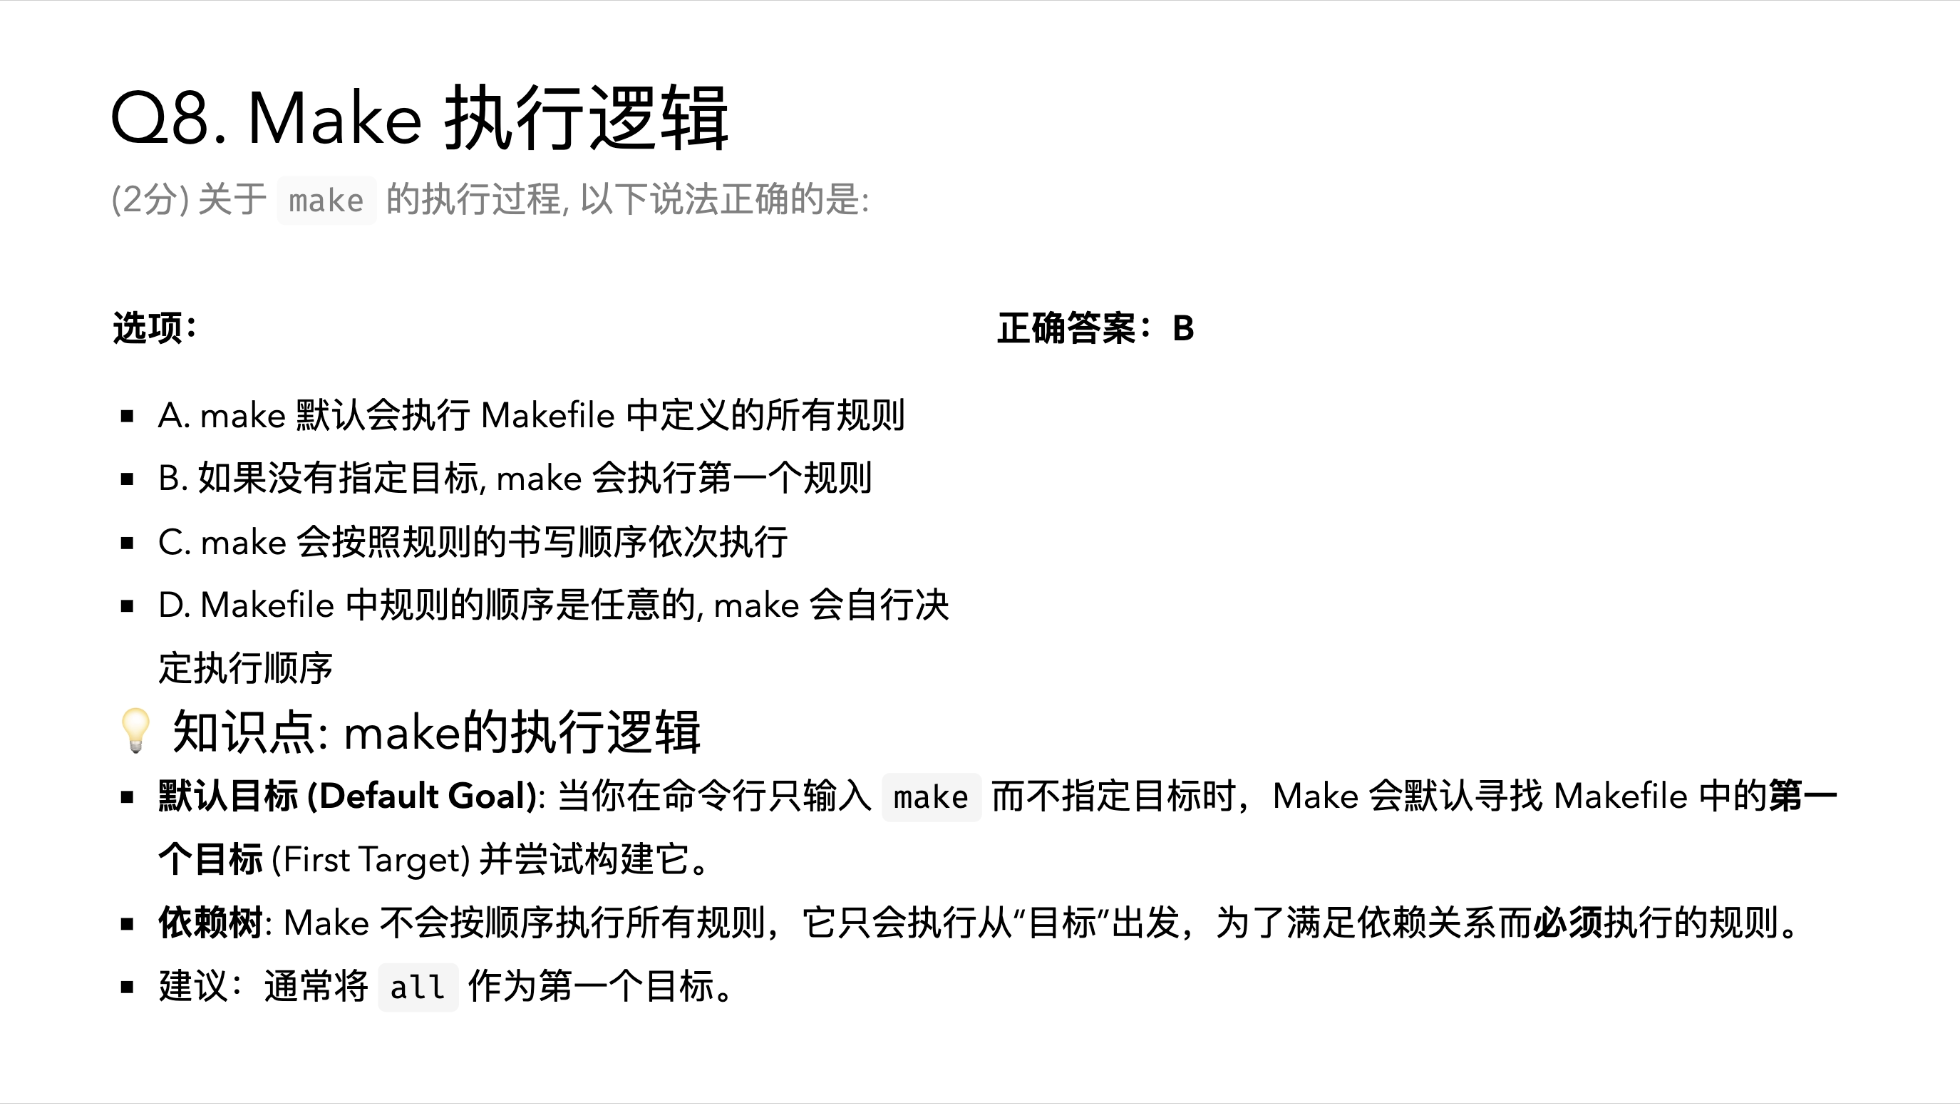 Q8. Make 执行逻辑
(2分) 关于 make 的执行过程, 以下说法正确的是:
选项：
▪ A. make 默认会执行 Makefile 中定义的所有规则
▪ B. 如果没有指定目标, make 会执行第一个规则
▪ C. make 会按照规则的书写顺序依次执行
▪ D. Makefile 中规则的顺序是任意的, make 会自行决
定执行顺序
正确答案：B
💡 知识点: make的执行逻辑
▪ 默认目标 (Default Goal): 当你在命令行只输入 make 而不指定目标时，Make 会默认寻找 Makefile 中的第一
个目标 (First Target) 并尝试构建它。
▪ 依赖树: Make 不会按顺序执行所有规则，它只会执行从“目标”出发，为了满足依赖关系而必须执行的规则。
▪ 建议：通常将 all 作为第一个目标。